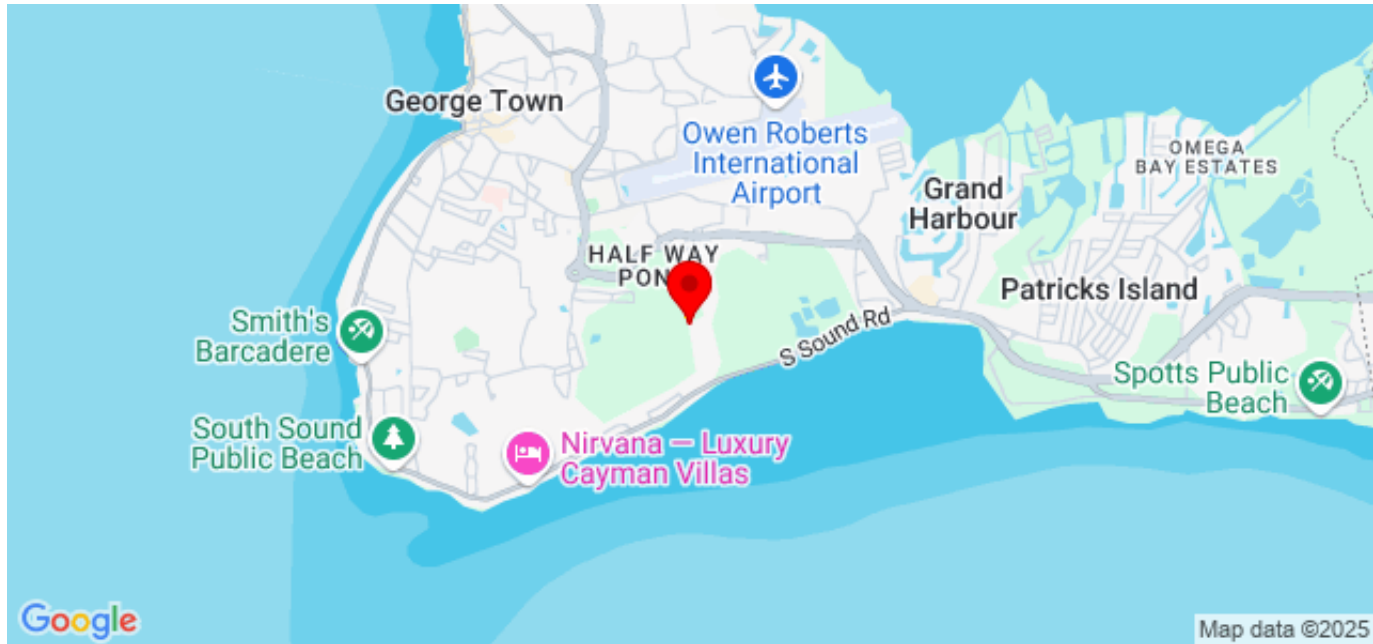 George Town
Owen Roberts
International
Airport
OMEGA
BAY ESTATES
Grand
Harbour
HALF WAY
PON
Patricks Island
Smith's
Barcadere
S Sound Rd
Spotts Public
Beach
South Sound
Public Beach
Nirvana — Luxury
Cayman Villas
Google
Map data ©2025